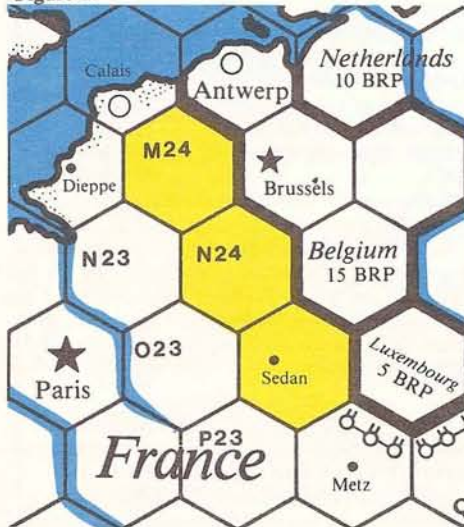 Calais
Antwerp
Netherlands
10 BRP
M24
Dieppe
Brussels
N23
N24
Belgium
15 BRP
O23
Paris
Sedan
Luxembourg
5 BRP
P23
France
Metz